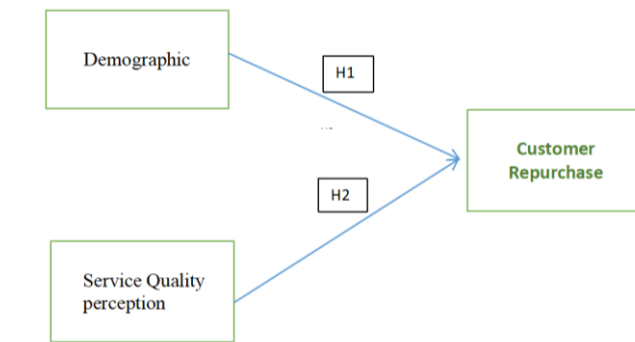 Demographic
H1
Customer
Repurchase
H2
Service Quality
perception